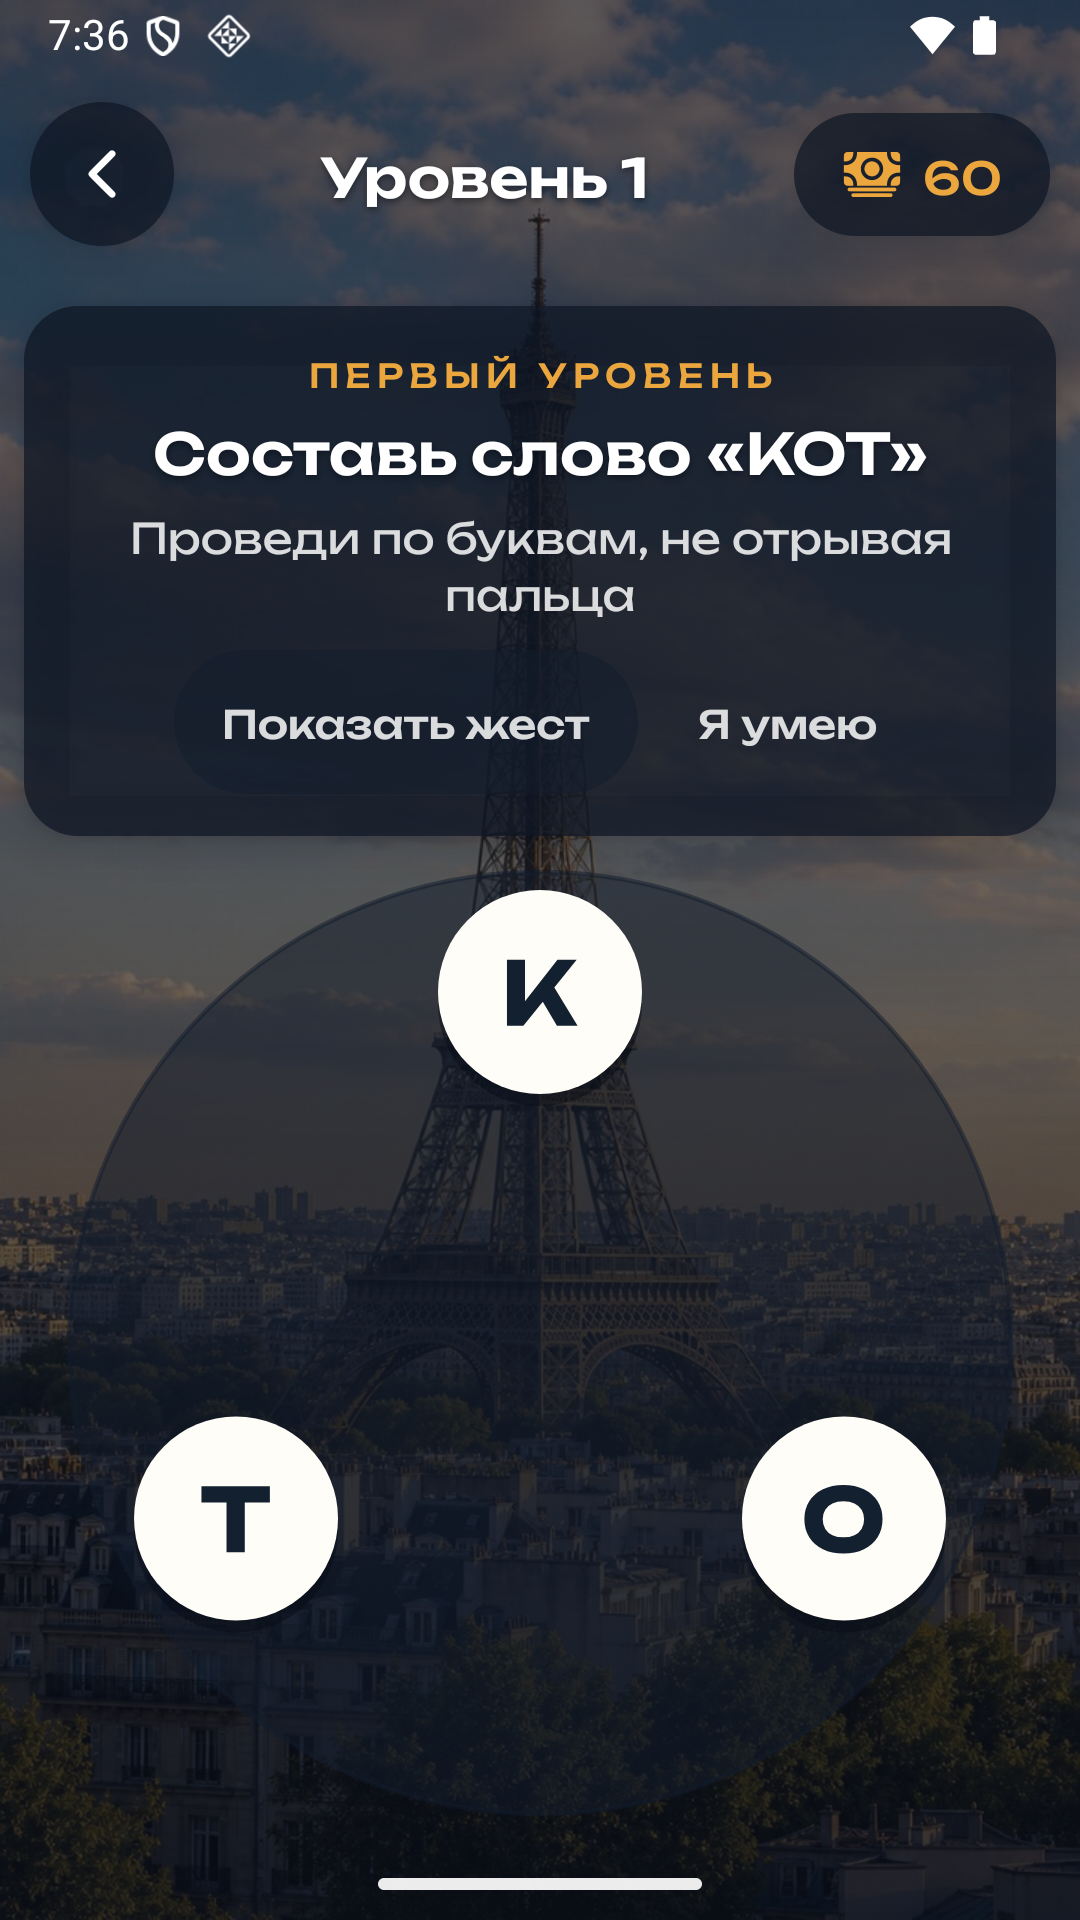 7:36
Уровень 1
60
ПЕРВЫЙ УРОВЕНЬ
Составь слово «КОТ»
Проведи по буквам, не отрывая
пальца
Показать жест
Я умею
К
Т
О